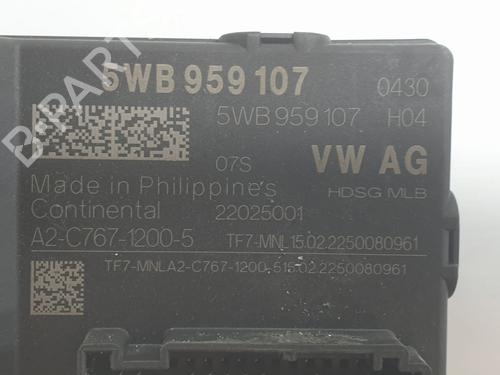 5WB 959 107 0430
5WB 959 107 H04
07S VW AG
Made in Philippines HDSG MLB
Continental 22025001
A2-C767-1200-5 TF7-MNL15.02.2250080961
TF7-MNLA2-C767-1200-515.02.2250080961
B-PARTS